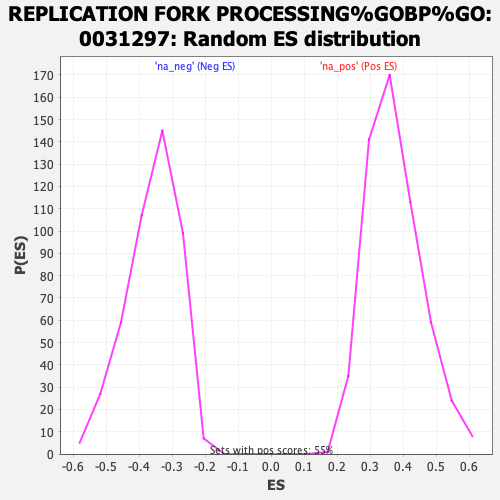 REPLICATION FORK PROCESSING%GOBP%GO:
0031297: Random ES distribution
'na_neg' (Neg ES)
'na_pos' (Pos ES)
170
160
150
140
130
120
110
100
90
80
70
60
50
40
30
20
10
0
P(ES)
Sets with pos scores: 55%
-0.6 -0.5 -0.4 -0.3 -0.2 -0.1 0.0 0.1 0.2 0.3 0.4 0.5 0.6
ES